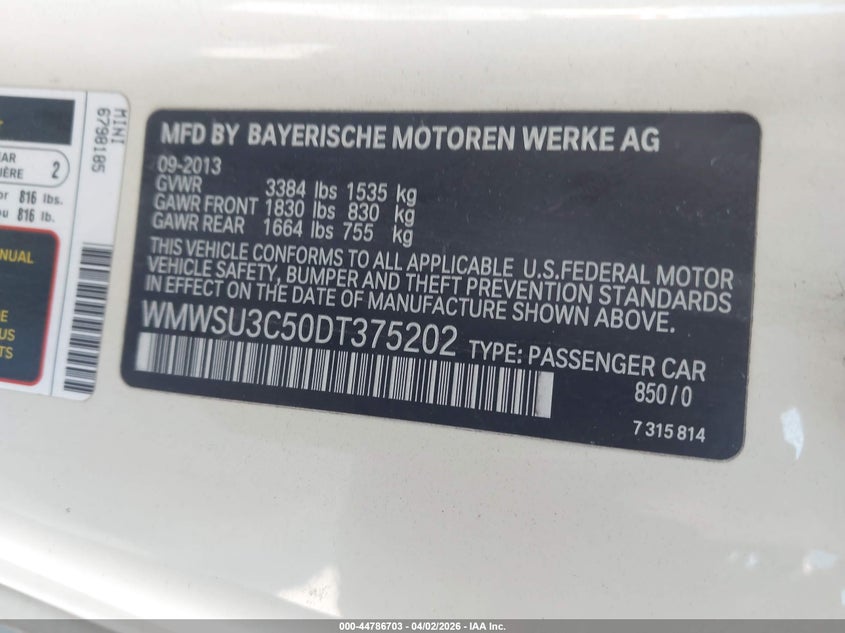 MFD BY BAYERISCHE MOTOREN WERKE AG
09-2013
GVWR 3384 lbs 1535 kg
GAWR FRONT 1830 lbs 830 kg
GAWR REAR 1664 lbs 755 kg
THIS VEHICLE CONFORMS TO ALL APPLICABLE U.S.FEDERAL MOTOR
VEHICLE SAFETY, BUMPER AND THEFT PREVENTION STANDARDS
IN EFFECT ON THE DATE OF MANUFACTURE SHOWN ABOVE.
WMWSU3C50DT375202 TYPE: PASSENGER CAR
850/0
7 315 814
MINI
6798185
2
816 lbs.
816 lb.
000-44786703 - 04/02/2026 - IAA Inc.